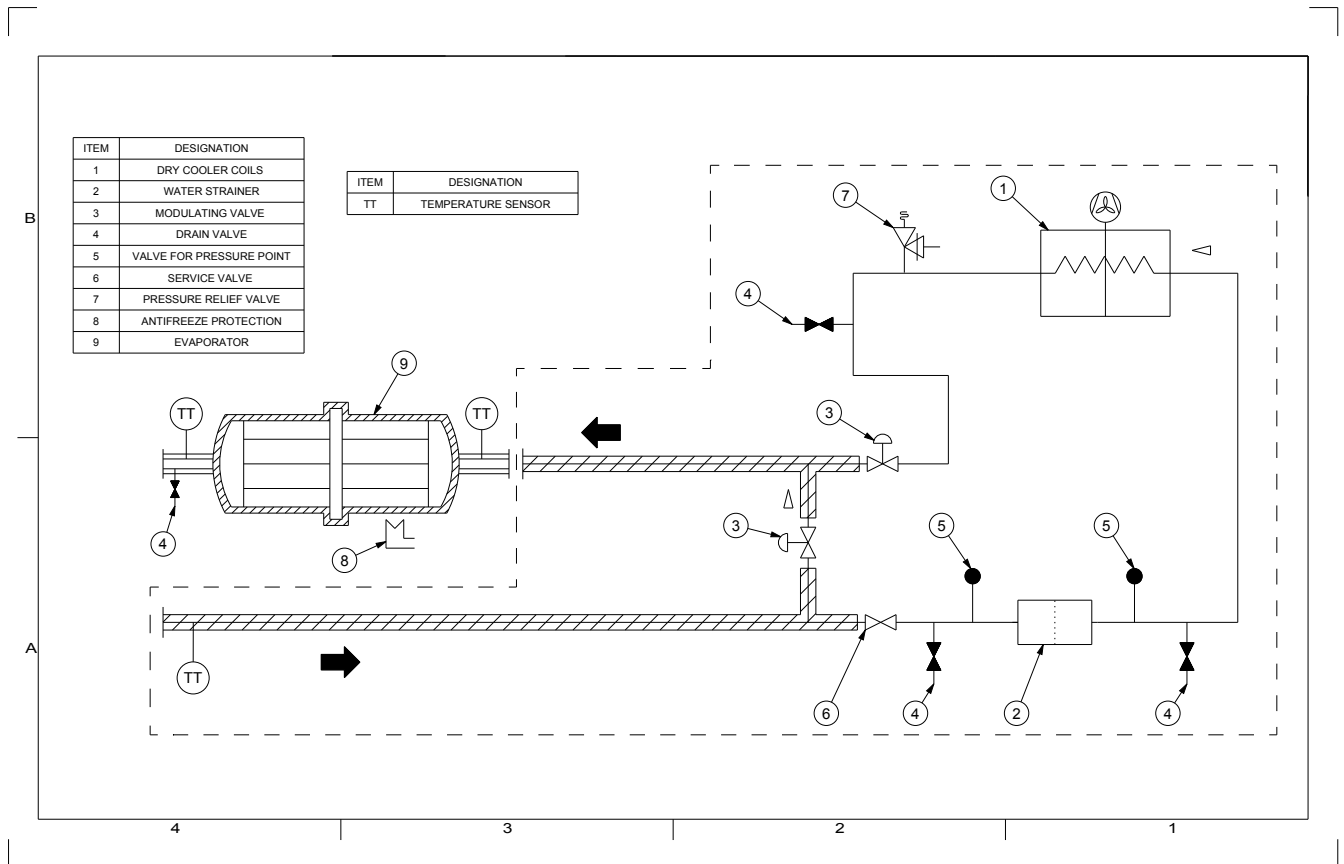 ITEM DESIGNATION
1 DRY COOLER COILS
2 WATER STRAINER
3 MODULATING VALVE
4 DRAIN VALVE
5 VALVE FOR PRESSURE POINT
6 SERVICE VALVE
7 PRESSURE RELIEF VALVE
8 ANTIFREEZE PROTECTION
9 EVAPORATOR
ITEM DESIGNATION
TT TEMPERATURE SENSOR
B
7
1
4
9
TT
TT
3
4
8
3
5
5
A
TT
6
4
2
4
4
3
2
1